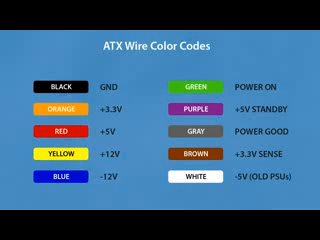 ATX Wire Color Codes
BLACK GND
ORANGE +3.3V
RED +5V
YELLOW +12V
BLUE -12V
GREEN POWER ON
PURPLE +5V STANDBY
GRAY POWER GOOD
BROWN +3.3V SENSE
WHITE -5V (OLD PSUs)